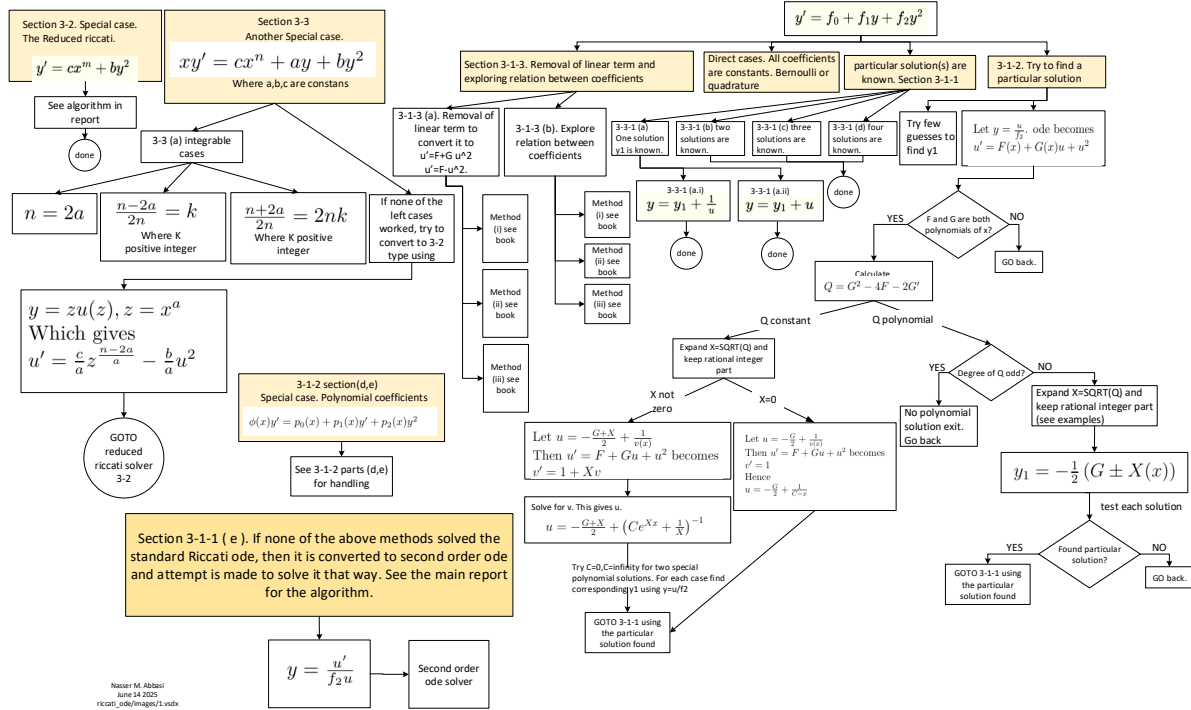 Section 3-2. Special case.
The Reduced riccati.
y′ = cx^m + by^2
See algorithm in
report
done
Section 3-3
Another Special case.
xy′ = cx^n + ay + by^2
Where a,b,c are constans
3-3 (a) integrable
cases
n = 2a
\frac{n-2a}{2n} = k
Where K
positive integer
\frac{n+2a}{2n} = 2nk
Where K positive
integer
If none of the
left cases
worked, try to
convert to 3-2
type using
y = zu(z), z = x^a
Which gives
u′ = \frac{c}{a} z^{\frac{n-2a}{a}} − \frac{b}{a} u^2
GOTO
reduced
riccati solver
3-2
3-1-2 section(d,e)
Special case. Polynomial coefficients
ϕ(x)y′ = p_0(x) + p_1(x)y′ + p_2(x)y^2
See 3-1-2 parts (d,e)
for handling
Section 3-1-1 ( e ). If none of the above methods solved the
standard Riccati ode, then it is converted to second order ode
and attempt is made to solve it that way. See the main report
for the algorithm.
y = \frac{u′}{f_2 u}
Second order
ode solver
Nasser M. Abbasi
June 14 2025
riccati_ode/images/1.vsdx
y′ = f_0 + f_1y + f_2y^2
Section 3-1-3. Removal of linear term and
exploring relation between coefficients
3-1-3 (a). Removal of
linear term to
convert it to
u'=F+G u^2
u'=F-u^2.
Method
(i) see
book
Method
(ii) see
book
Method
(iii) see
book
3-1-3 (b). Explore
relation between
coefficients
Method
(i) see
book
Method
(ii) see
book
Method
(iii) see
book
Direct cases. All coefficients
are constants. Bernoulli or
quadrature
particular solution(s) are
known. Section 3-1-1
3-3-1 (a)
One solution
y1 is known.
3-3-1 (b) two
solutions are
known.
3-3-1 (c) three
solutions are
known.
3-3-1 (d) four
solutions are
known.
3-3-1 (a.i)
y = y_1 + \frac{1}{u}
done
3-3-1 (a.ii)
y = y_1 + u
done
done
3-1-2. Try to find a
particular solution
Try few
guesses to
find y1
Let y = \frac{u}{f_2}. ode becomes
u′ = F(x) + G(x)u + u^2
F and G are both
polynomials of x?
YES
NO
GO back.
Calculate
Q = G^2 − 4F − 2G′
Q constant
Q polynomial
Expand X=SQRT(Q) and
keep rational integer
part
X not
zero
X=0
Let u = −\frac{G+X}{2} + \frac{1}{v(x)}
Then u′ = F + Gu + u^2 becomes
v′ = 1 + Xv
Solve for v. This gives u.
u = −\frac{G+X}{2} + (Ce^{Xx} + \frac{1}{X})^{−1}
Try C=0,C=infinity for two special
polynomial solutions. For each case find
corresponding y1 using y=u/f2
GOTO 3-1-1 using
the particular
solution found
Let u = −\frac{G}{2} + \frac{1}{v(x)}
Then u′ = F + Gu + u^2 becomes
v′ = 1
Hence
u = −\frac{G}{2} + \frac{1}{C−x}
Degree of Q odd?
YES
NO
No polynomial
solution exit.
Go back
Expand X=SQRT(Q) and
keep rational integer part
(see examples)
y_1 = −\frac{1}{2} (G ± X(x))
test each solution
Found particular
solution?
YES
NO
GOTO 3-1-1 using
the particular
solution found
GO back.